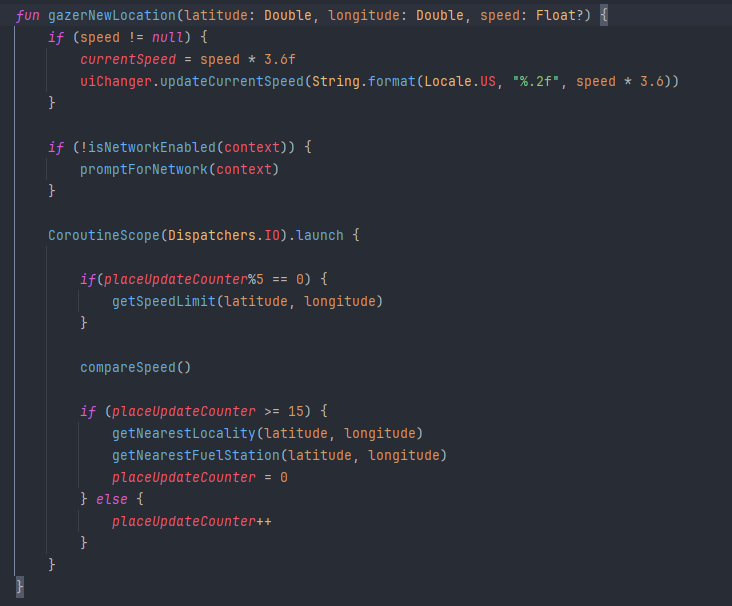 fun gazerNewLocation(latitude: Double, longitude: Double, speed: Float?) {
    if (speed != null) {
        currentSpeed = speed * 3.6f
        uiChanger.updateCurrentSpeed(String.format(Locale.US, "%.2f", speed * 3.6))
    }

    if (!isNetworkEnabled(context)) {
        promptForNetwork(context)
    }

    CoroutineScope(Dispatchers.IO).launch {

        if(placeUpdateCounter%5 == 0) {
            getSpeedLimit(latitude, longitude)
        }

        compareSpeed()

        if (placeUpdateCounter >= 15) {
            getNearestLocality(latitude, longitude)
            getNearestFuelStation(latitude, longitude)
            placeUpdateCounter = 0
        } else {
            placeUpdateCounter++
        }
    }
}